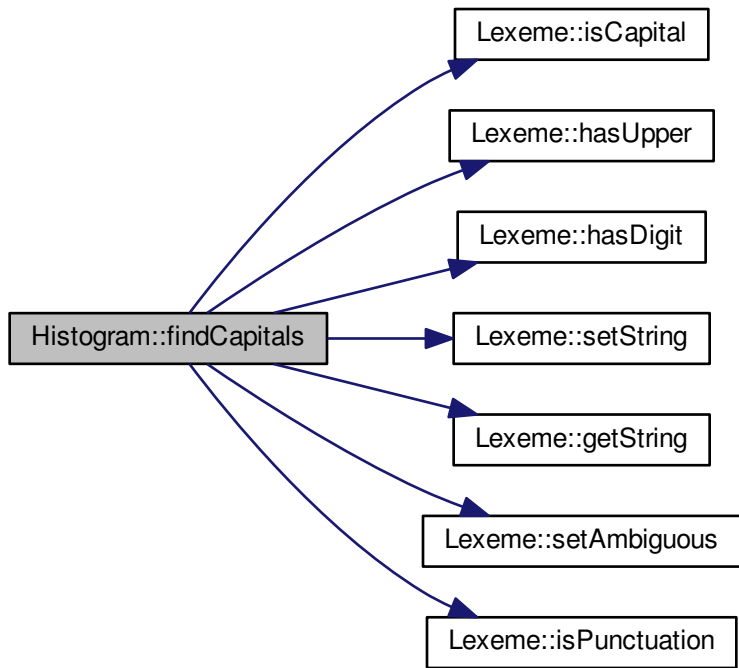 Lexeme::isCapital
Lexeme::hasUpper
Lexeme::hasDigit
Histogram::findCapitals
Lexeme::setString
Lexeme::getString
Lexeme::setAmbiguous
Lexeme::isPunctuation